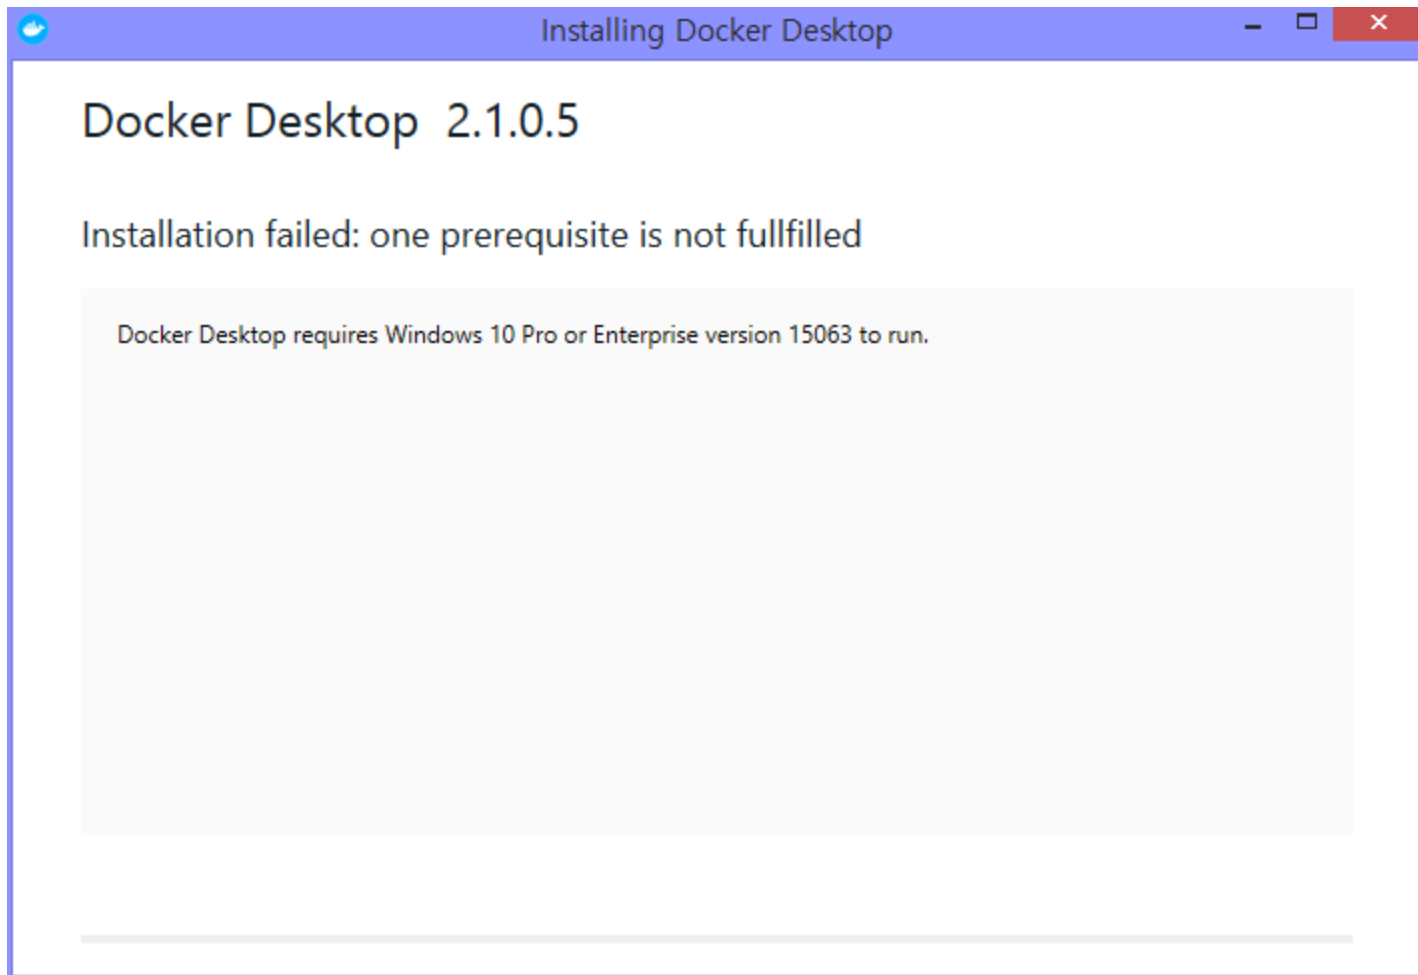 Installing Docker Desktop
Docker Desktop 2.1.0.5
Installation failed: one prerequisite is not fullfilled
Docker Desktop requires Windows 10 Pro or Enterprise version 15063 to run.